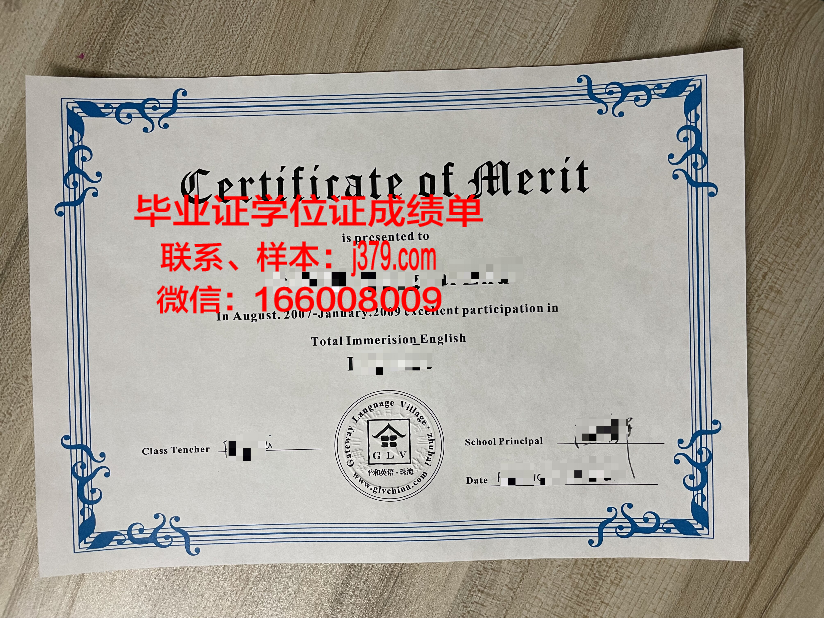 Certificate of Merit
毕业证学位证成绩单
is presented to
联系、样本：j379.com
微信：166008009
In August. 2007-January.2009 excellent participation in
Total Immerision English
Gateway Language Village · zhuhai
GLV
www.glvchina.com
Class Tencher
School Principal
Date